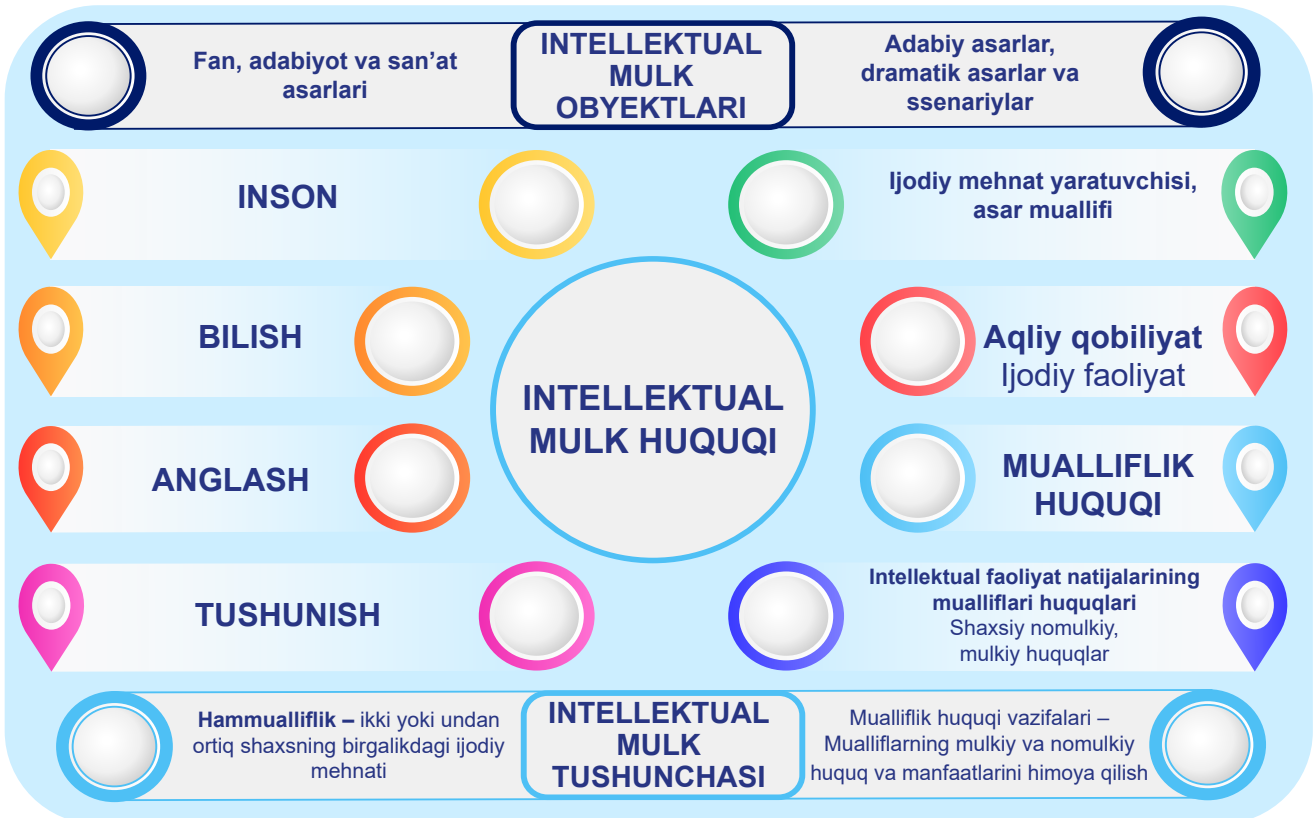 Fan, adabiyot va san’at
asarlari
INTELLEKTUAL
MULK
OBYEKTLARI
Adabiy asarlar,
dramatik asarlar va
ssenariylar
INSON
Ijodiy mehnat yaratuvchisi,
asar muallifi
BILISH
Aqliy qobiliyat
Ijodiy faoliyat
INTELLEKTUAL
MULK HUQUQI
ANGLASH
MUALLIFLIK
HUQUQI
TUSHUNISH
Intellektual faoliyat natijalarining
mualliflari huquqlari
Shaxsiy nomulkiy,
mulkiy huquqlar
Hammualliflik – ikki yoki undan
ortiq shaxsning birgalikdagi ijodiy
mehnati
INTELLEKTUAL
MULK
TUSHUNCHASI
Mualliflik huquqi vazifalari –
Mualliflarning mulkiy va nomulkiy
huquq va manfaatlarini himoya qilish